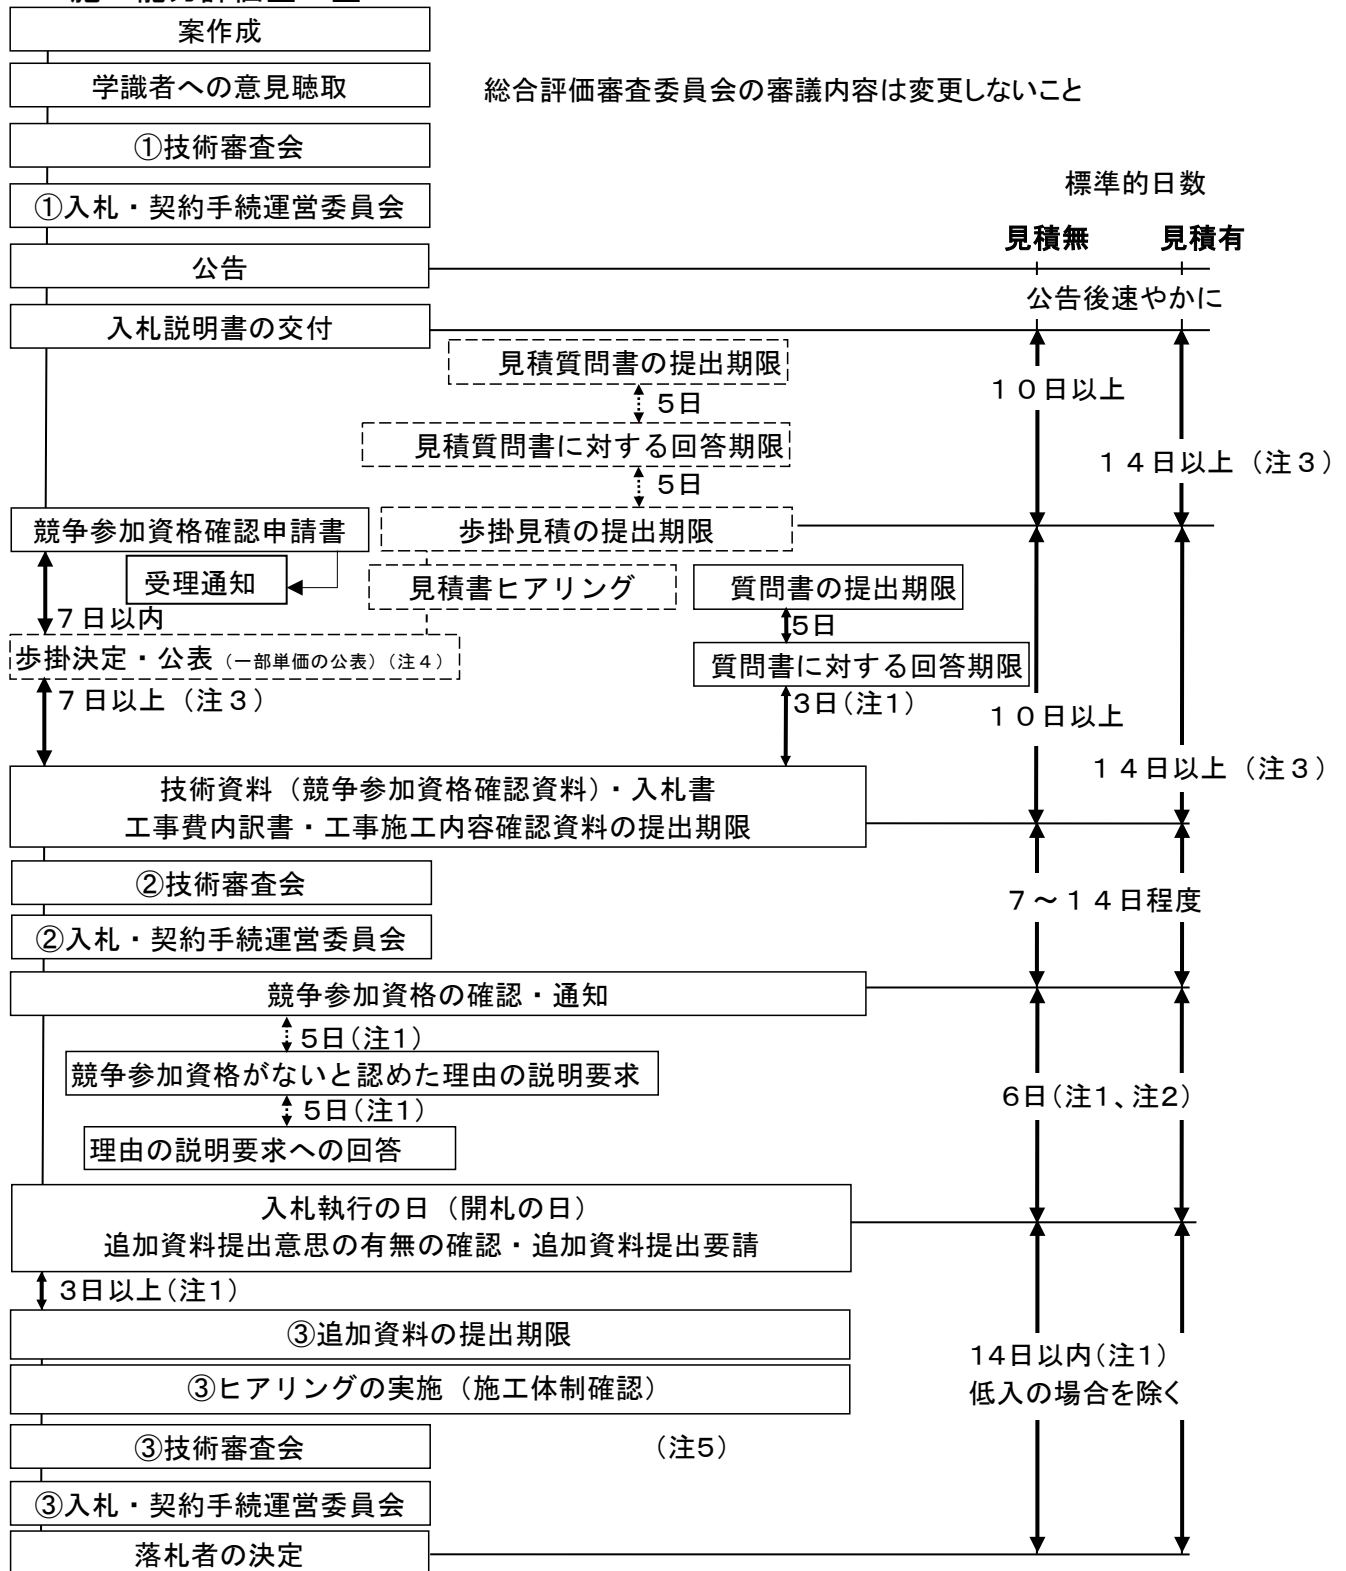 案作成
学識者への意見聴取
総合評価審査委員会の審議内容は変更しないこと
①技術審査会
標準的日数
①入札・契約手続運営委員会
見積無 見積有
公告
公告後速やかに
入札説明書の交付
見積質問書の提出期限
10日以上
5日
見積質問書に対する回答期限
14日以上（注3）
5日
競争参加資格確認申請書
歩掛見積の提出期限
受理通知
見積書ヒアリング
質問書の提出期限
7日以内
5日
歩掛決定・公表（一部単価の公表）（注4）
質問書に対する回答期限
7日以上（注3）
3日（注1）
10日以上
14日以上（注3）
技術資料（競争参加資格確認資料）・入札書
工事費内訳書・工事施工内容確認資料の提出期限
②技術審査会
7～14日程度
②入札・契約手続運営委員会
競争参加資格の確認・通知
5日（注1）
競争参加資格がないと認めた理由の説明要求
6日（注1、注2）
5日（注1）
理由の説明要求への回答
入札執行の日（開札の日）
追加資料提出意思の有無の確認・追加資料提出要請
3日以上（注1）
③追加資料の提出期限
14日以内（注1）
③ヒアリングの実施（施工体制確認）
低入の場合を除く
③技術審査会
（注5）
③入札・契約手続運営委員会
落札者の決定